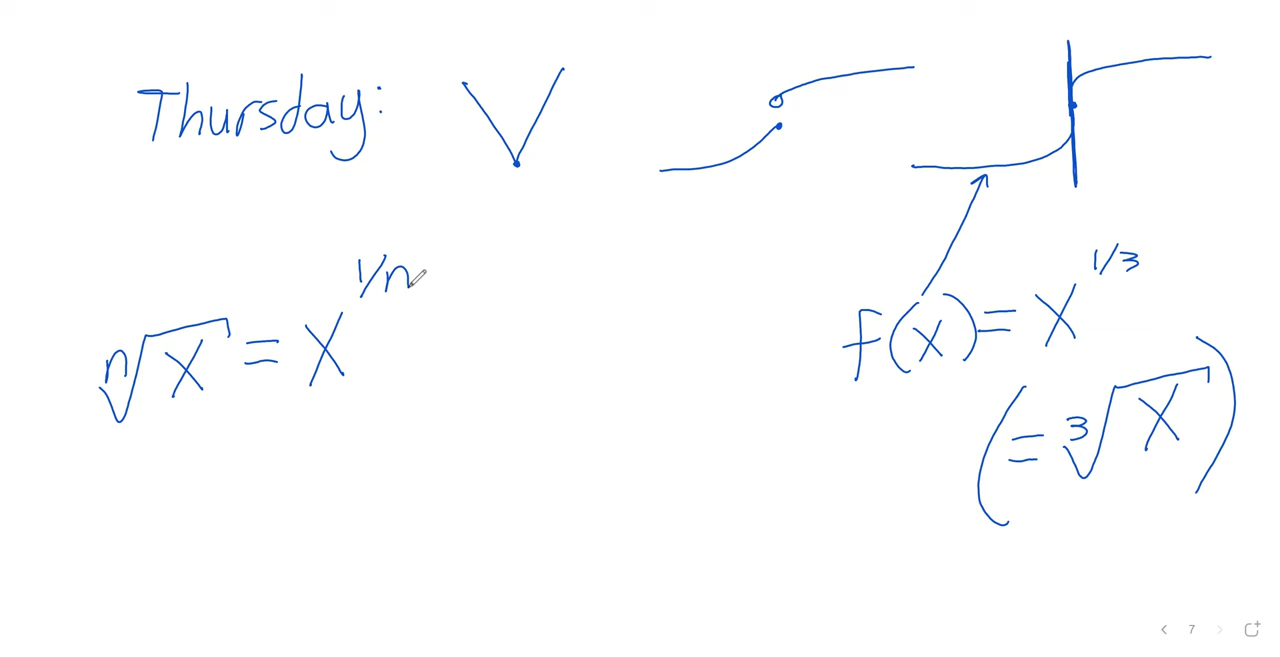 Thursday:
ⁿ√x = x^1/n
f(x) = x^1/3
(= ³√x)
7